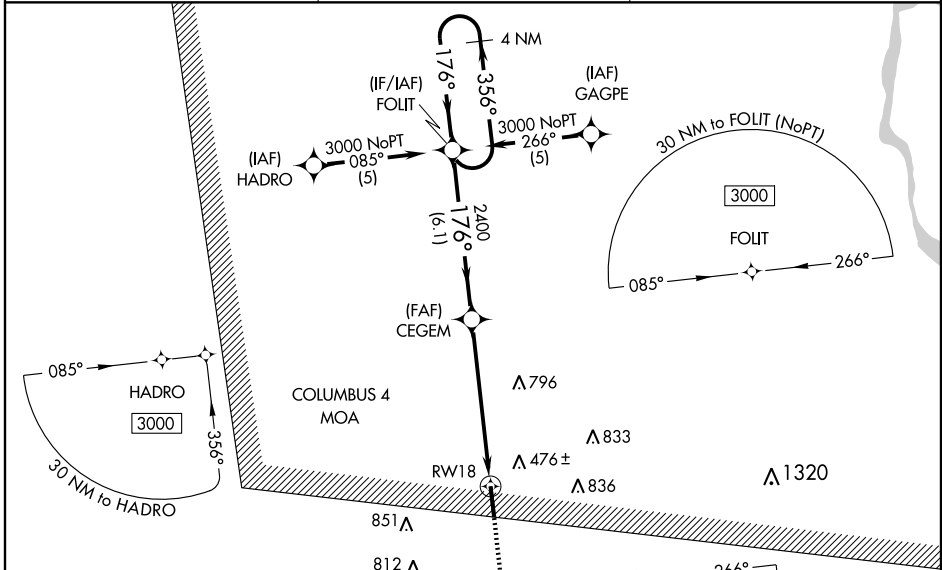 4 NM
176°
356°
(IF/IAF)
FOLIT
(IAF)
GAGPE
3000 NoPT
266°
(5)
3000 NoPT
085°
(5)
(IAF)
HADRO
30 NM to FOLIT (NoPT)
3000
FOLIT
085°
266°
2400
176°
(6.1)
(FAF)
CEGEM
085°
HADRO
3000
356°
30 NM to HADRO
COLUMBUS 4
MOA
796
833
476±
836
1320
RW18
851
812
266°